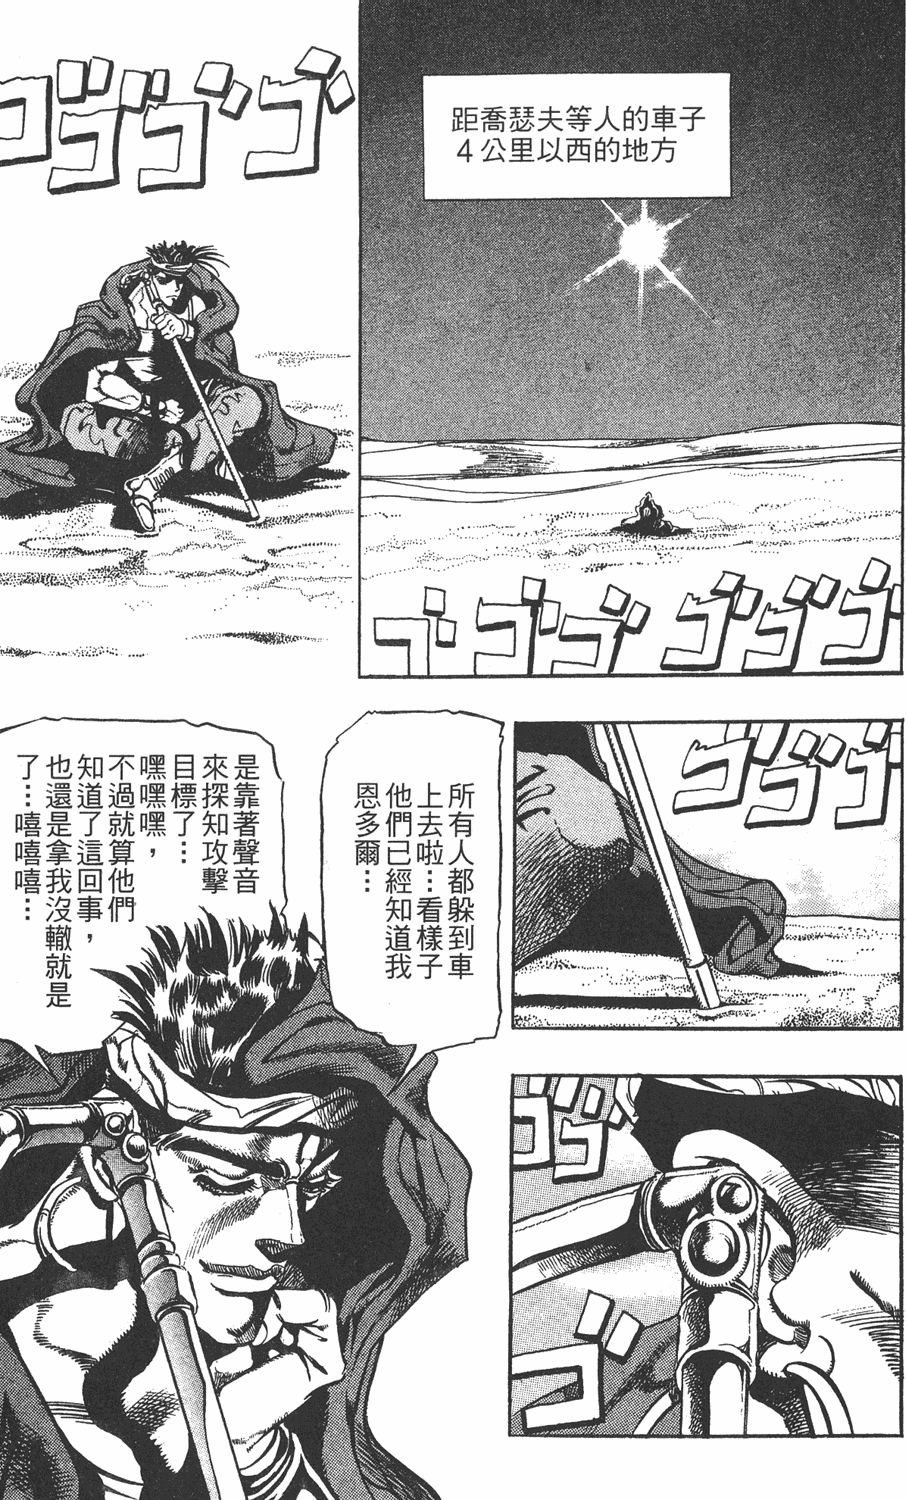 距喬瑟夫等人的車子
4公里以西的地方
ゴゴゴゴゴゴ
ゴゴゴゴ
ゴゴゴ
ゴゴ
ゴ
所有人都躲到車
上去啦…看樣子
他們已經知道我
恩多爾…
是靠著聲音
來探知攻擊
目標了…
嘿嘿嘿，
不過就算他們
知道了這回事，
也還是拿我沒轍就是
了…嘻嘻嘻…